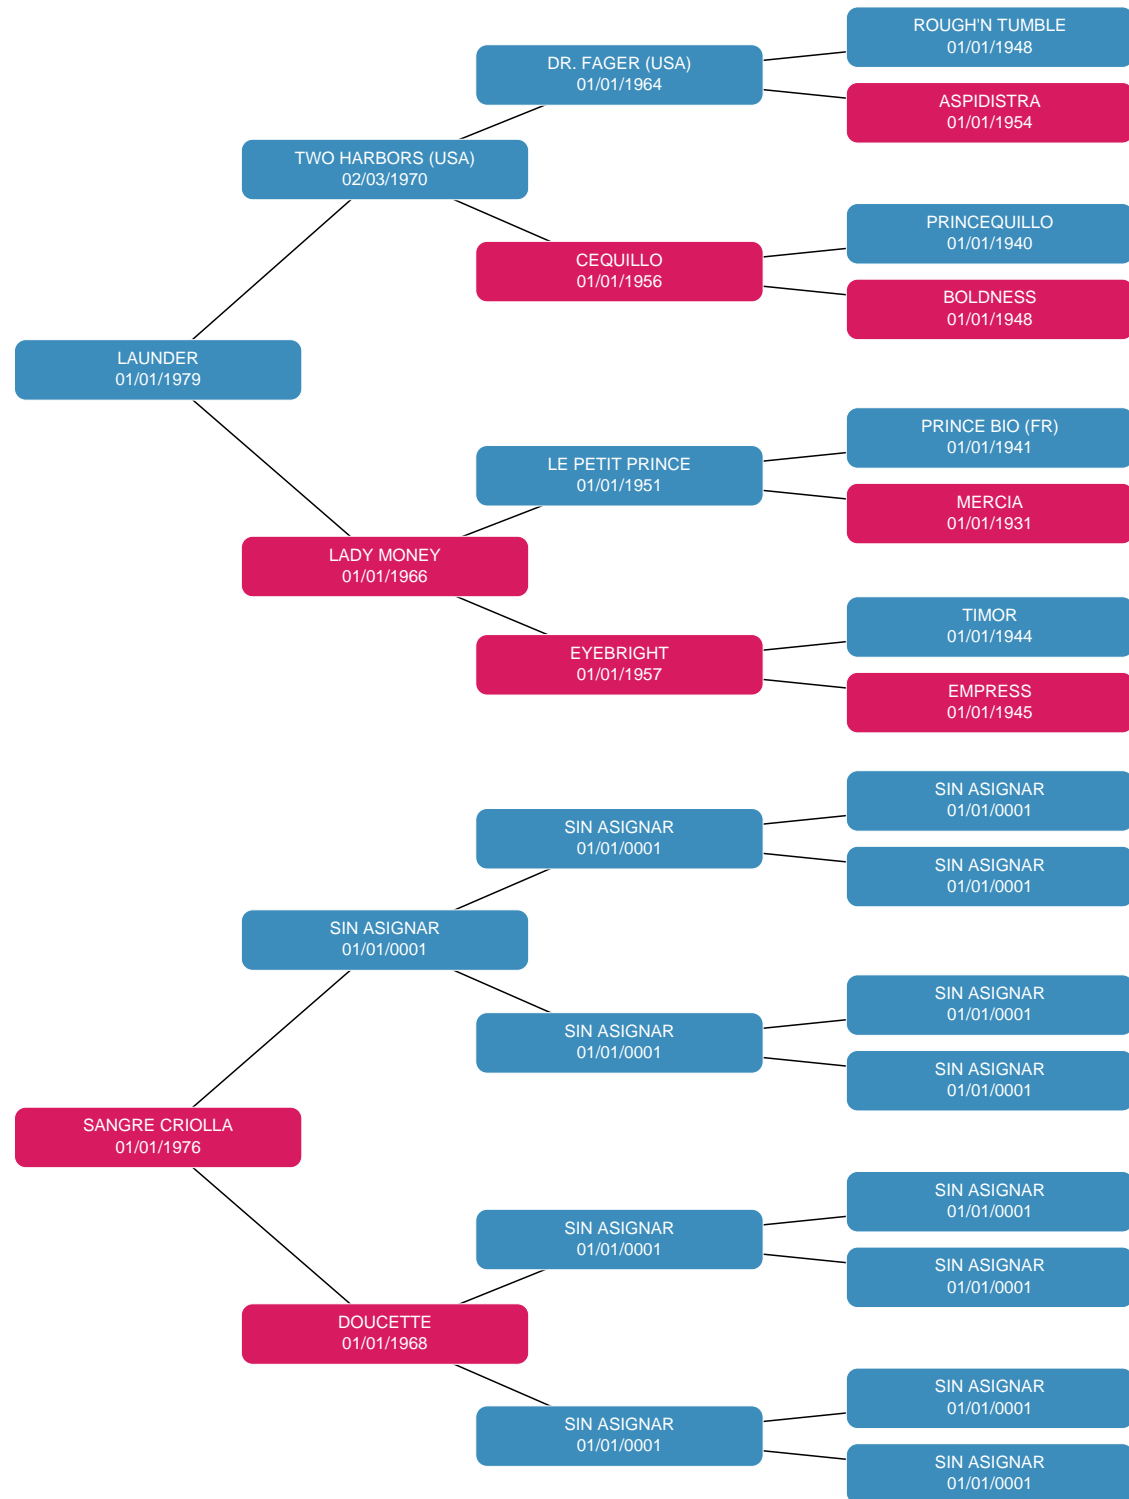 ROUGH'N TUMBLE
01/01/1948
DR. FAGER (USA)
01/01/1964
ASPIDISTRA
01/01/1954
TWO HARBORS (USA)
02/03/1970
PRINCEQUILLO
01/01/1940
CEQUILLO
01/01/1956
BOLDNESS
01/01/1948
LAUNDER
01/01/1979
PRINCE BIO (FR)
01/01/1941
LE PETIT PRINCE
01/01/1951
MERCIA
01/01/1931
LADY MONEY
01/01/1966
TIMOR
01/01/1944
EYEBRIGHT
01/01/1957
EMPRESS
01/01/1945
SIN ASIGNAR
01/01/0001
SIN ASIGNAR
01/01/0001
SIN ASIGNAR
01/01/0001
SIN ASIGNAR
01/01/0001
SIN ASIGNAR
01/01/0001
SIN ASIGNAR
01/01/0001
SIN ASIGNAR
01/01/0001
SANGRE CRIOLLA
01/01/1976
SIN ASIGNAR
01/01/0001
SIN ASIGNAR
01/01/0001
SIN ASIGNAR
01/01/0001
DOUCETTE
01/01/1968
SIN ASIGNAR
01/01/0001
SIN ASIGNAR
01/01/0001
SIN ASIGNAR
01/01/0001